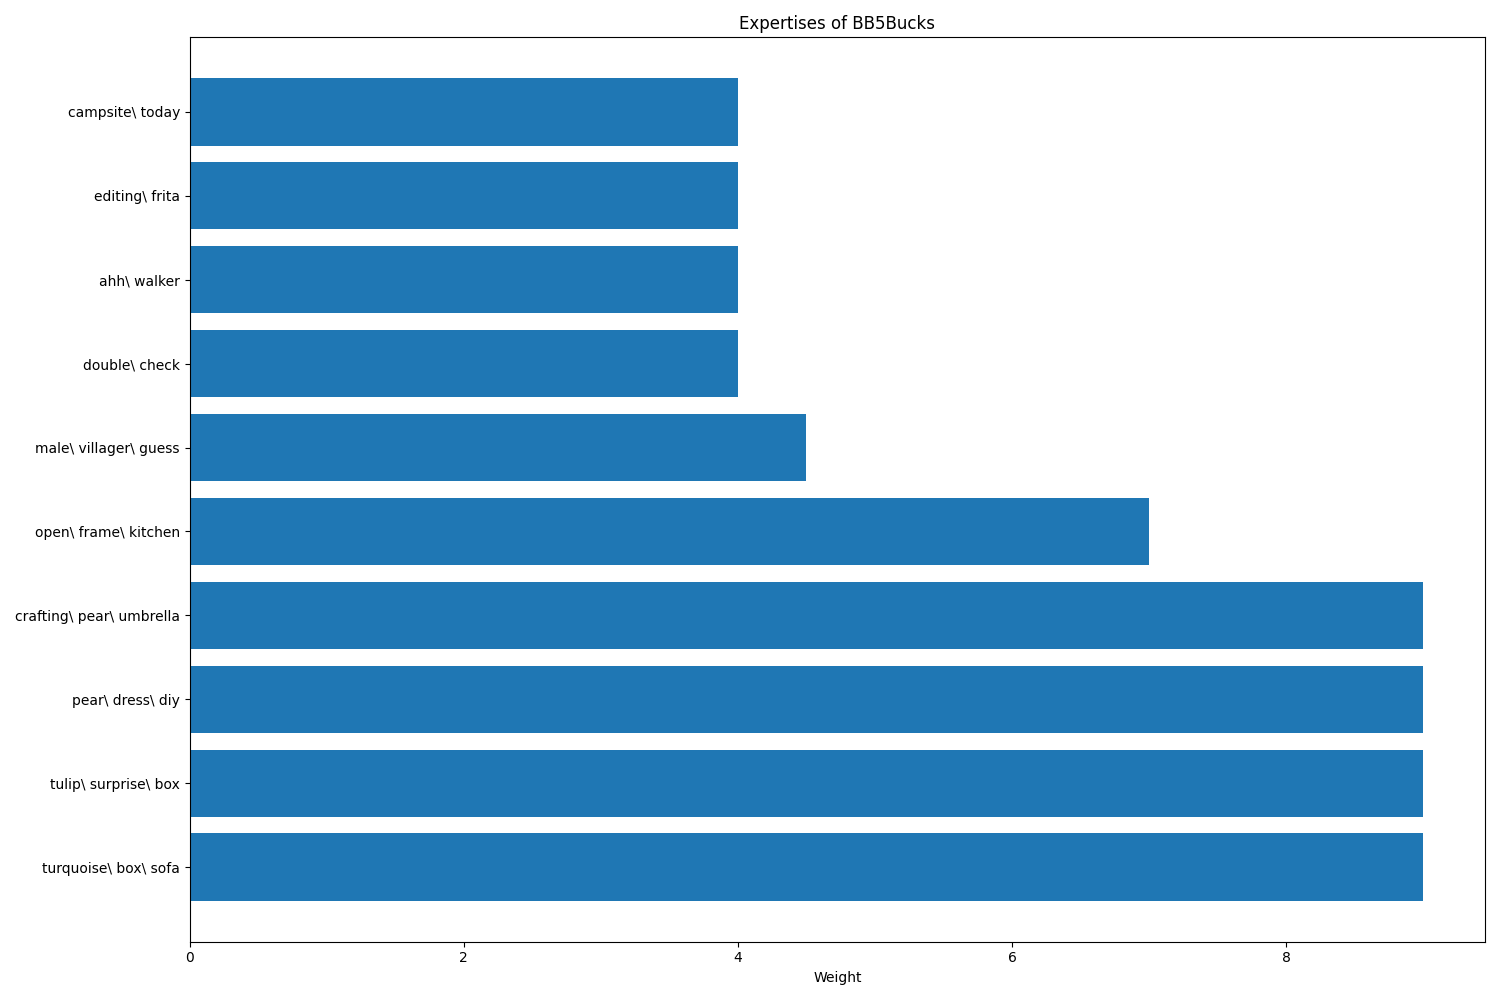 Expertises of BB5Bucks
campsite\ today
editing\ frita
ahh\ walker
double\ check
male\ villager\ guess
open\ frame\ kitchen
crafting\ pear\ umbrella
pear\ dress\ diy
tulip\ surprise\ box
turquoise\ box\ sofa
0 2 4 6 8
Weight